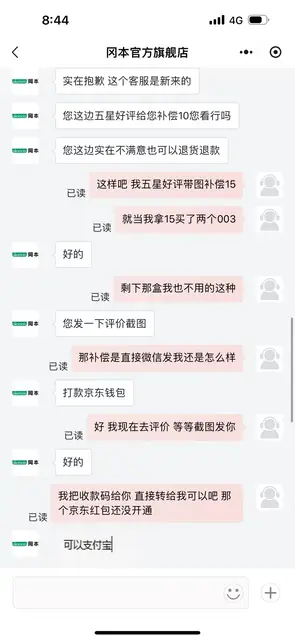 8:44
4G
冈本官方旗舰店
冈本
实在抱歉 这个客服是新来的
冈本
您这边五星好评给您补偿10您看行吗
冈本
您这边实在不满意也可以退货退款
已读
这样吧 我五星好评带图补偿15
已读
就当我拿15买了两个003
冈本
好的
已读
剩下那盒我也不用的这种
冈本
您发一下评价截图
已读
那补偿是直接微信发我还是怎么样
冈本
打款京东钱包
已读
好 我现在去评价 等等截图发你
冈本
好的
已读
我把收款码给你 直接转给我可以吧 那
个京东红包还没开通
冈本
可以支付宝